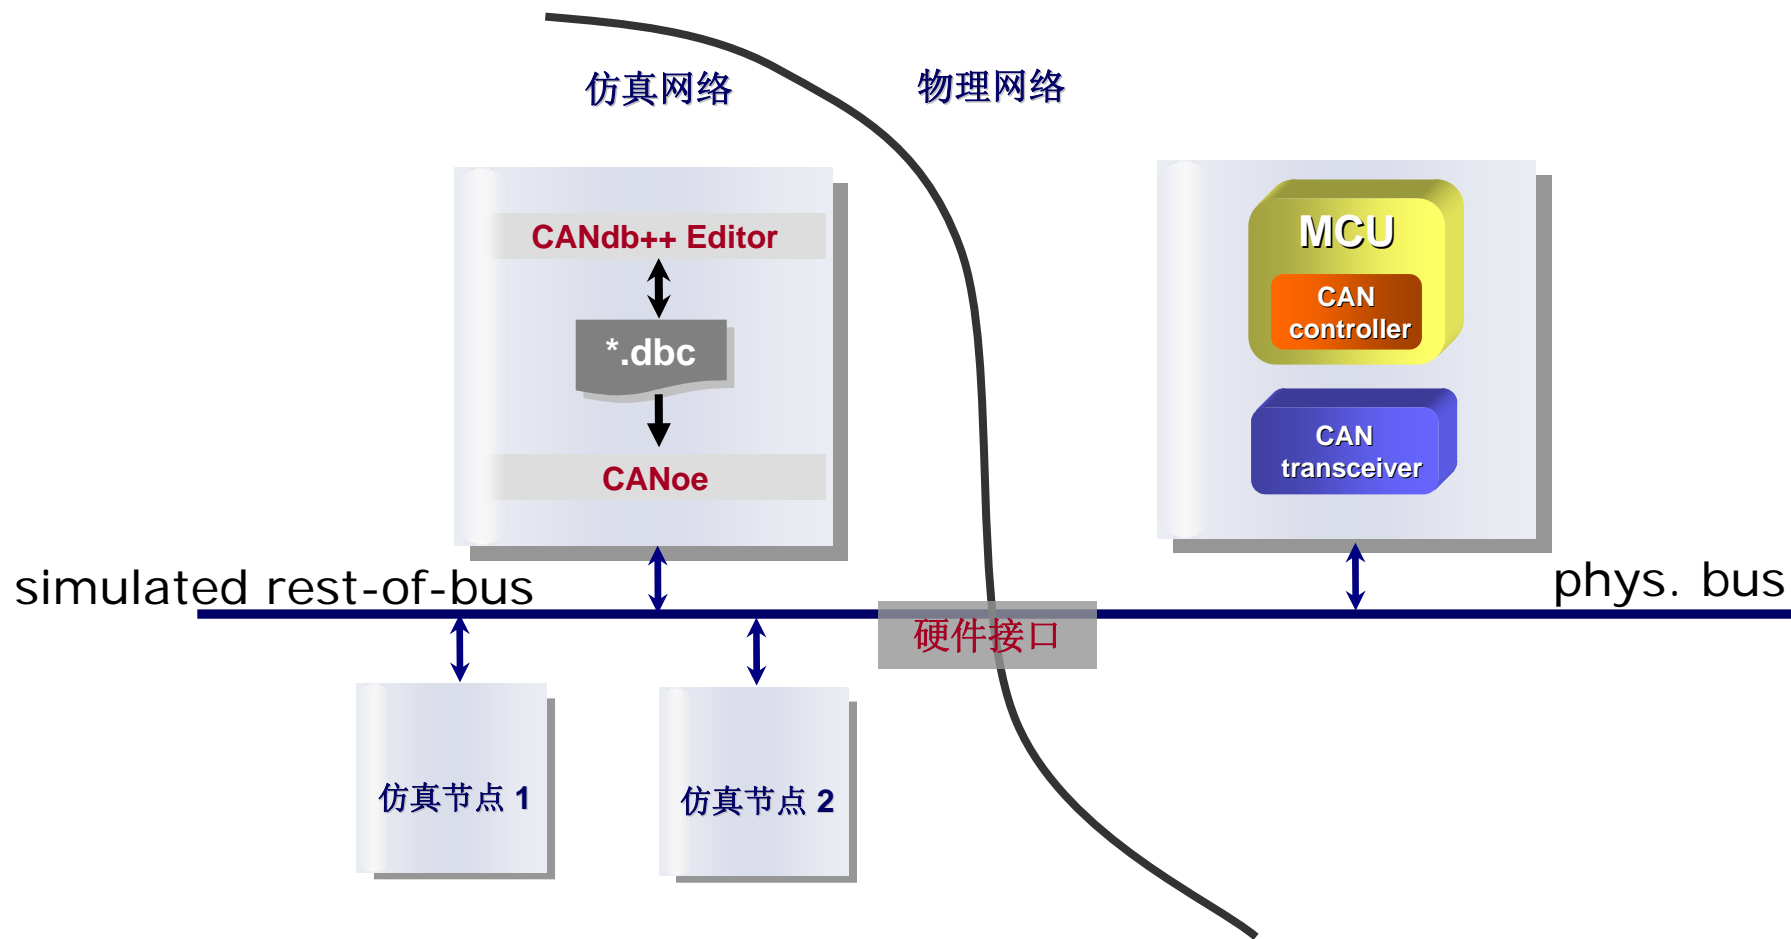 仿真网络
物理网络
CANdb++ Editor
*.dbc
CANoe
MCU
CAN
controller
CAN
transceiver
simulated rest-of-bus
phys. bus
硬件接口
仿真节点 1
仿真节点 2